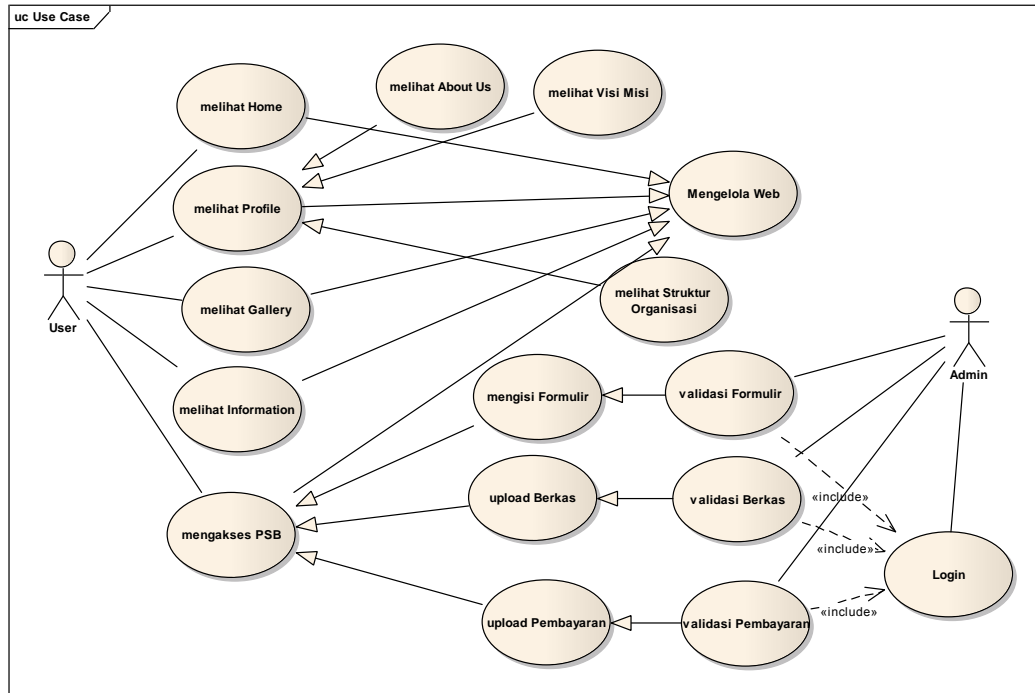 uc Use Case
melihat About Us
melihat Visi Misi
melihat Home
Mengelola Web
melihat Profile
melihat Gallery
melihat Struktur
Organisasi
User
Admin
melihat Information
mengisi Formulir
validasi Formulir
upload Berkas
validasi Berkas
«include»
mengakses PSB
«include»
Login
«include»
upload Pembayaran
validasi Pembayaran